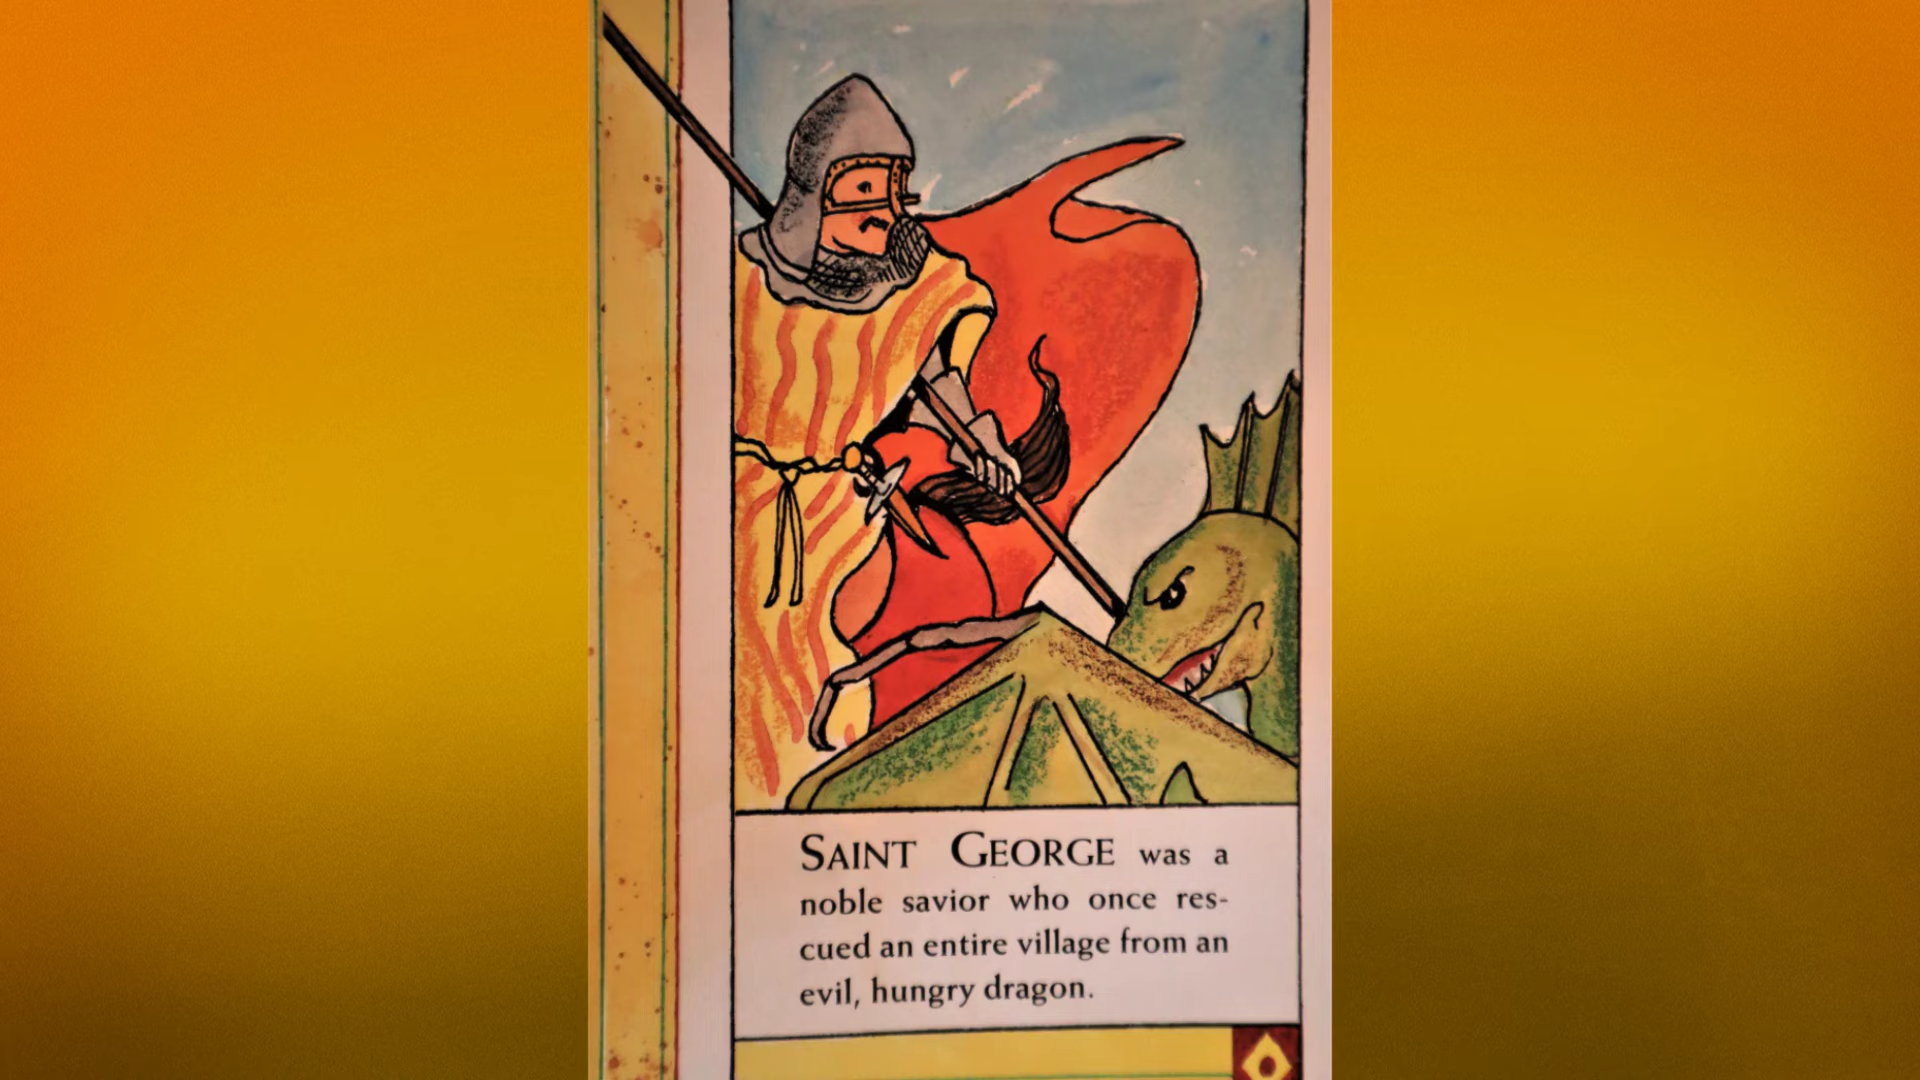 SAINT GEORGE was a
noble savior who once res-
cued an entire village from an
evil, hungry dragon.